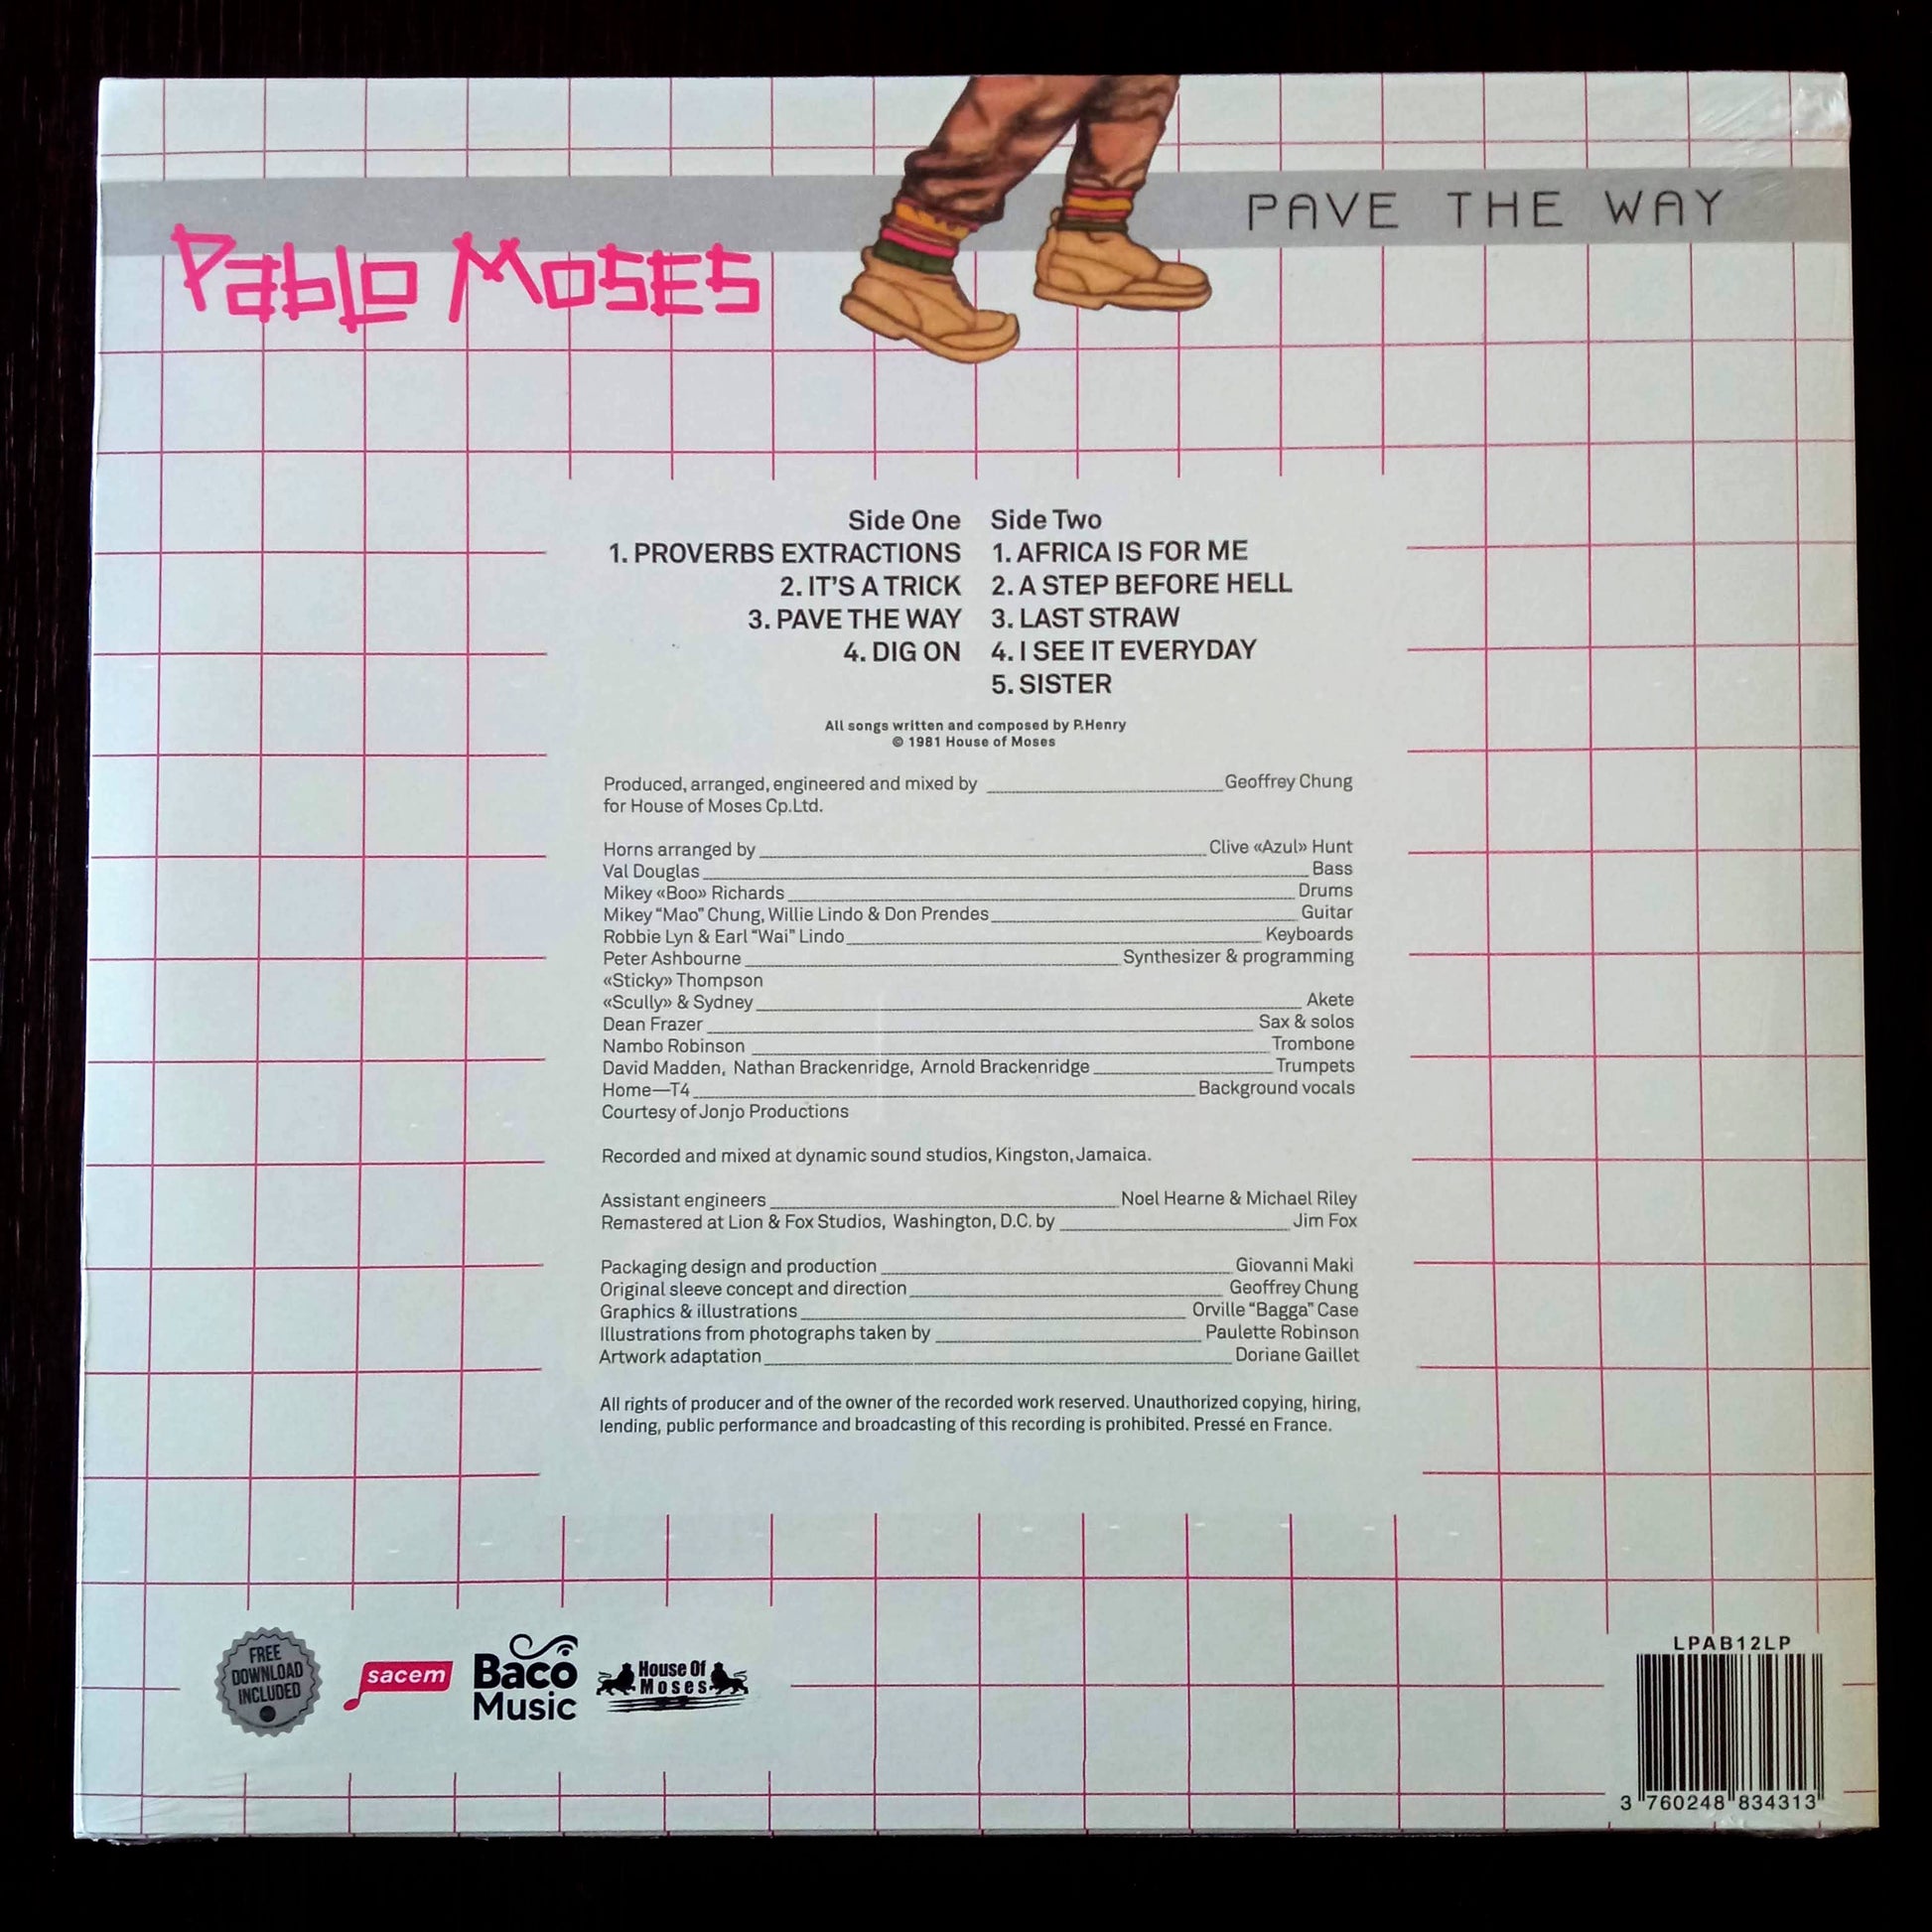 PAVE THE WAY
Pablo Moses
Side One
1. PROVERBS EXTRACTIONS
2. IT'S A TRICK
3. PAVE THE WAY
4. DIG ON
Side Two
1. AFRICA IS FOR ME
2. A STEP BEFORE HELL
3. LAST STRAW
4. I SEE IT EVERYDAY
5. SISTER
All songs written and composed by P.Henry
© 1981 House of Moses
Produced, arranged, engineered and mixed by Geoffrey Chung
for House of Moses Cp.Ltd.
Horns arranged by Clive «Azul» Hunt
Val Douglas Bass
Mikey «Boo» Richards Drums
Mikey "Mao" Chung, Willie Lindo & Don Prendes Guitar
Robbie Lyn & Earl "Wai" Lindo Keyboards
Peter Ashbourne Synthesizer & programming
«Sticky» Thompson
«Scully» & Sydney Akete
Dean Frazer Sax & solos
Nambo Robinson Trombone
David Madden, Nathan Brackenridge, Arnold Brackenridge Trumpets
Home—T4 Background vocals
Courtesy of Jonjo Productions
Recorded and mixed at dynamic sound studios, Kingston, Jamaica.
Assistant engineers Noel Hearne & Michael Riley
Remastered at Lion & Fox Studios, Washington, D.C. by Jim Fox
Packaging design and production Giovanni Maki
Original sleeve concept and direction Geoffrey Chung
Graphics & illustrations Orville "Bagga" Case
Illustrations from photographs taken by Paulette Robinson
Artwork adaptation Doriane Gaillet
All rights of producer and of the owner of the recorded work reserved. Unauthorized copying, hiring,
lending, public performance and broadcasting of this recording is prohibited. Pressé en France.
FREE
DOWNLOAD
INCLUDED
sacem
Baco
Music
House Of
Moses
LPAB12LP
3 760248 834313